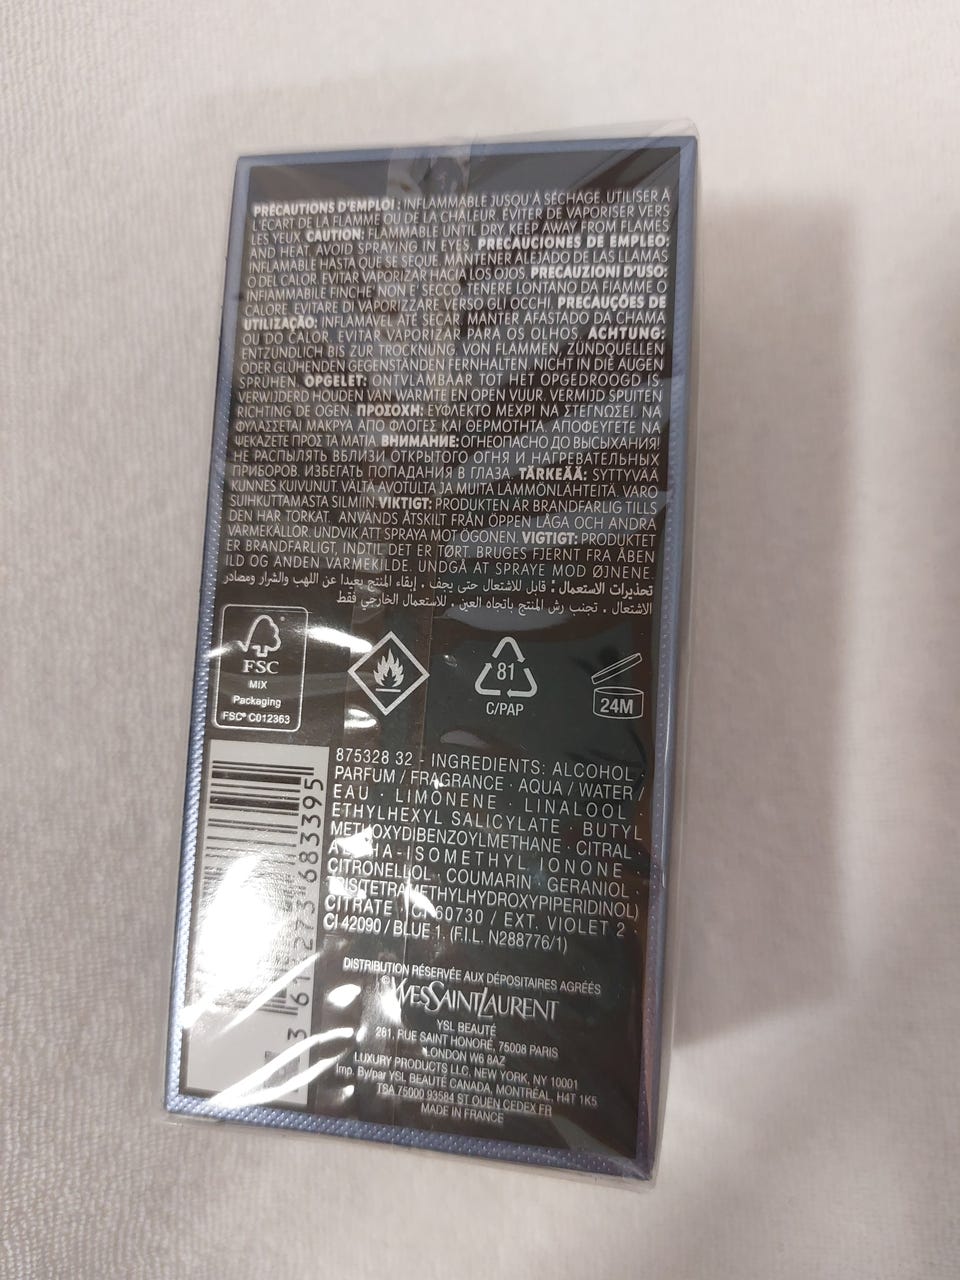 PRÉCAUTIONS D'EMPLOI : INFLAMMABLE JUSQU'À SÉCHAGE. UTILISER À
L'ÉCART DE LA FLAMME OU DE LA CHALEUR. ÉVITER DE VAPORISER VERS
LES YEUX. CAUTION: FLAMMABLE UNTIL DRY. KEEP AWAY FROM FLAMES
AND HEAT. AVOID SPRAYING IN EYES. PRECAUCIONES DE EMPLEO:
INFLAMABLE HASTA QUE SE SEQUE. MANTENER ALEJADO DE LAS LLAMAS
O DEL CALOR. EVITAR VAPORIZAR HACIA LOS OJOS. PRECAUZIONI D'USO:
INFIAMMABILE FINCHE' NON E' SECCO. TENERE LONTANO DA FIAMME O
CALORE. EVITARE DI VAPORIZZARE VERSO GLI OCCHI. PRECAUÇÕES DE
UTILIZAÇÃO: INFLAMÁVEL ATÉ SECAR. MANTER AFASTADO DA CHAMA
OU DO CALOR. EVITAR VAPORIZAR PARA OS OLHOS. ACHTUNG:
ENTZÜNDLICH BIS ZUR TROCKNUNG. VON FLAMMEN, ZÜNDQUELLEN
ODER GLÜHENDEN GEGENSTÄNDEN FERNHALTEN. NICHT IN DIE AUGEN
SPRÜHEN. OPGELET: ONTVLAMBAAR TOT HET OPGEDROOGD IS.
VERWIJDERD HOUDEN VAN WARMTE EN OPEN VUUR. VERMIJD SPUITEN
RICHTING DE OGEN. ΠΡΟΣΟΧΗ: ΕΥΦΛΕΚΤΟ ΜΕΧΡΙ ΝΑ ΣΤΕΓΝΩΣΕΙ. ΝΑ
ΦΥΛΑΣΣΕΤΑΙ ΜΑΚΡΥΑ ΑΠΟ ΦΛΟΓΕΣ ΚΑΙ ΘΕΡΜΟΤΗΤΑ. ΑΠΟΦΕΥΓΕΤΕ ΝΑ
ΨΕΚΑΖΕΤΕ ΠΡΟΣ ΤΑ ΜΑΤΙΑ. ВНИМАНИЕ: ОГНЕОПАСНО ДО ВЫСЫХАНИЯ!
НЕ РАСПЫЛЯТЬ ВБЛИЗИ ОТКРЫТОГО ОГНЯ И НАГРЕВАТЕЛЬНЫХ
ПРИБОРОВ. ИЗБЕГАТЬ ПОПАДАНИЯ В ГЛАЗА. TÄRKEÄÄ: SYTTYVÄÄ
KUNNES KUIVUNUT. VÄLTÄ AVOTULTA JA MUITA LÄMMÖNLÄHTEITÄ. VARO
SUIHKUTTAMASTA SILMIIN. VIKTIGT: PRODUKTEN ÄR BRANDFARLIG TILLS
DEN HAR TORKAT. ANVÄNDS ÅTSKILT FRÅN ÖPPEN LÅGA OCH ANDRA
VÄRMEKÄLLOR. UNDVIK ATT SPRAYA MOT ÖGONEN. VIGTIGT: PRODUKTET
ER BRANDFARLIGT, INDTIL DET ER TØRT. BRUGES FJERNT FRA ÅBEN
ILD OG ANDEN VARMEKILDE. UNDGÅ AT SPRAYE MOD ØJNENE.
تحذيرات الاستعمال : قابل للاشتعال حتى يجف . إبقاء المنتج بعيدا عن اللهب والشرار ومصادر
الاشتعال . تجنب رش المنتج باتجاه العين . للاستعمال الخارجي فقط
FSC
MIX
Packaging
FSC® C012363
81
C/PAP
24M
875328 32 - INGREDIENTS: ALCOHOL ·
PARFUM / FRAGRANCE · AQUA / WATER /
EAU · LIMONENE · LINALOOL ·
ETHYLHEXYL SALICYLATE · BUTYL
METHOXYDIBENZOYLMETHANE · CITRAL ·
ALPHA-ISOMETHYL IONONE ·
CITRONELLOL · COUMARIN · GERANIOL ·
TRIS(TETRAMETHYLHYDROXYPIPERIDINOL)
CITRATE · CI 60730 / EXT. VIOLET 2 ·
CI 42090 / BLUE 1. (F.I.L. N288776/1)
3 614273 683395
DISTRIBUTION RÉSERVÉE AUX DÉPOSITAIRES AGRÉÉS
© YVESSAINTLAURENT
YSL BEAUTÉ
281, RUE SAINT HONORÉ, 75008 PARIS
LONDON W6 8AZ
LUXURY PRODUCTS LLC, NEW YORK, NY 10001
Imp. By/par YSL BEAUTÉ CANADA, MONTRÉAL, H4T 1K5
TSA 75000 93584 ST OUEN CEDEX FR
MADE IN FRANCE